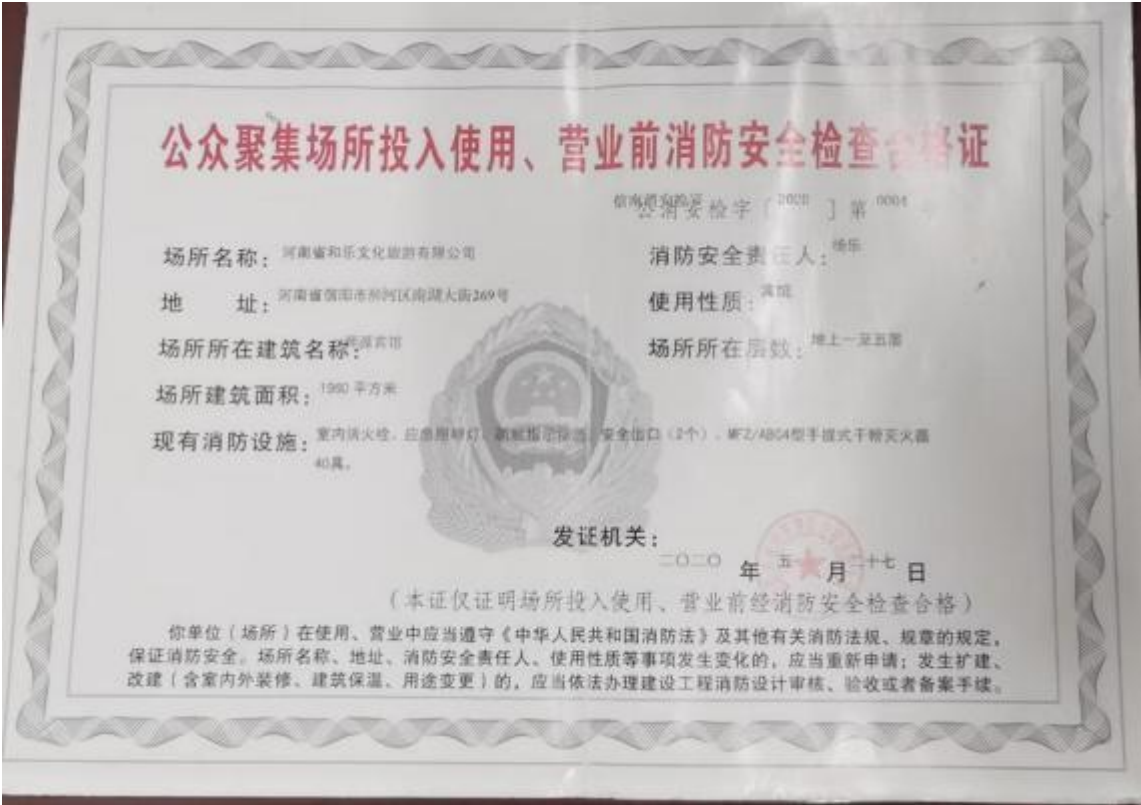 公众聚集场所投入使用、营业前消防安全检查合格证
公消安检字［2020］第0004号
场所名称：河南省和乐文化旅游有限公司
消防安全责任人：杨乐
地　　址：河南省信阳市浉河区南湖大街269号
使用性质：宾馆
场所所在建筑名称：宾馆
场所所在层数：地上一至五层
场所建筑面积：1960平方米
现有消防设施：室内消火栓、应急照明灯、疏散指示标志、安全出口（2个）、MFZ/ABC4型手提式干粉灭火器
40具。
发证机关：
二〇二〇年五月二十七日
（本证仅证明场所投入使用、营业前经消防安全检查合格）
你单位（场所）在使用、营业中应当遵守《中华人民共和国消防法》及其他有关消防法规、规章的规定，
保证消防安全。场所名称、地址、消防安全责任人、使用性质等事项发生变化的，应当重新申请；发生扩建、
改建（含室内外装修、建筑保温、用途变更）的，应当依法办理建设工程消防设计审核、验收或者备案手续。